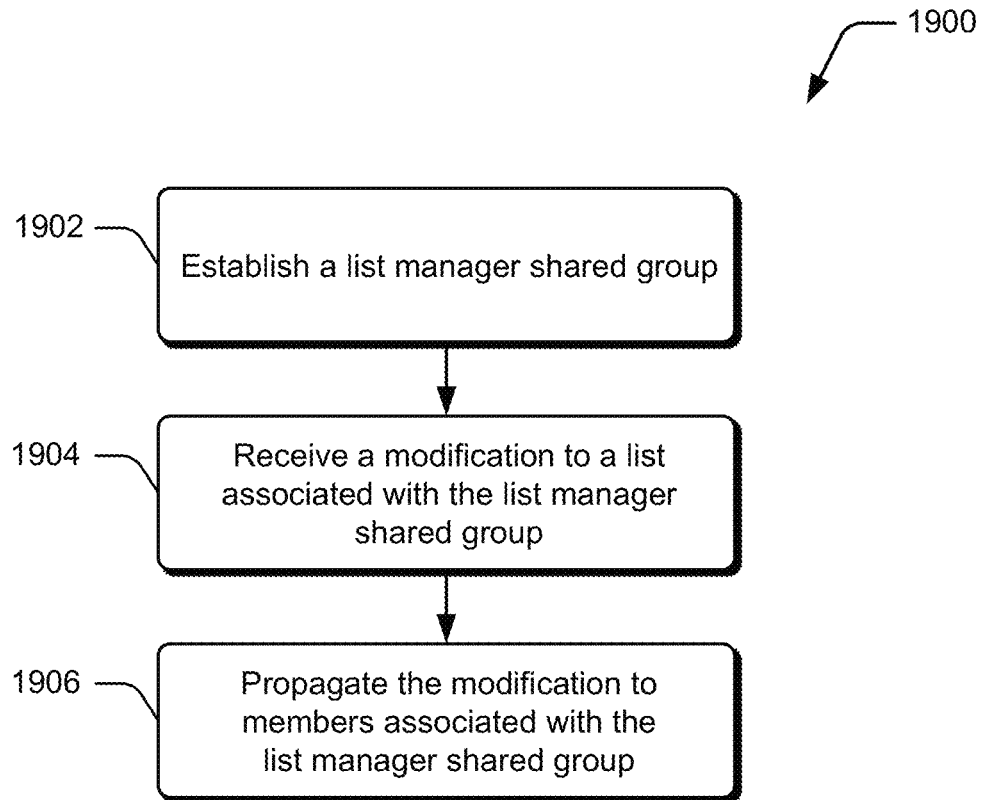 1900
1902
Establish a list manager shared group
1904
Receive a modification to a list
associated with the list manager
shared group
1906
Propagate the modification to
members associated with the
list manager shared group